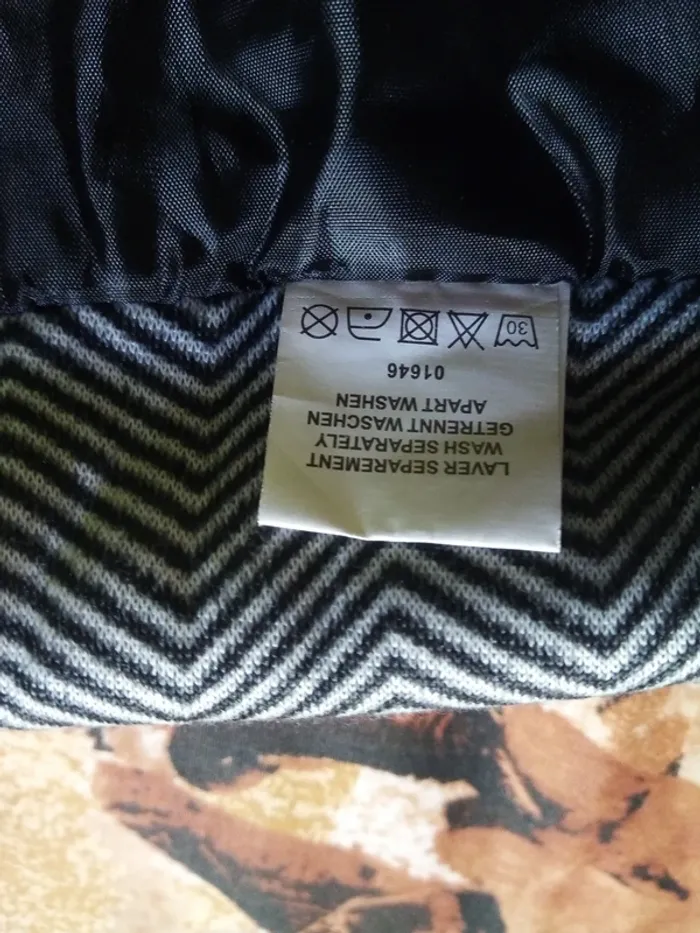 LAVER SEPAREMENT
WASH SEPARATELY
GETRENNT WASCHEN
APART WASHEN
01646
30